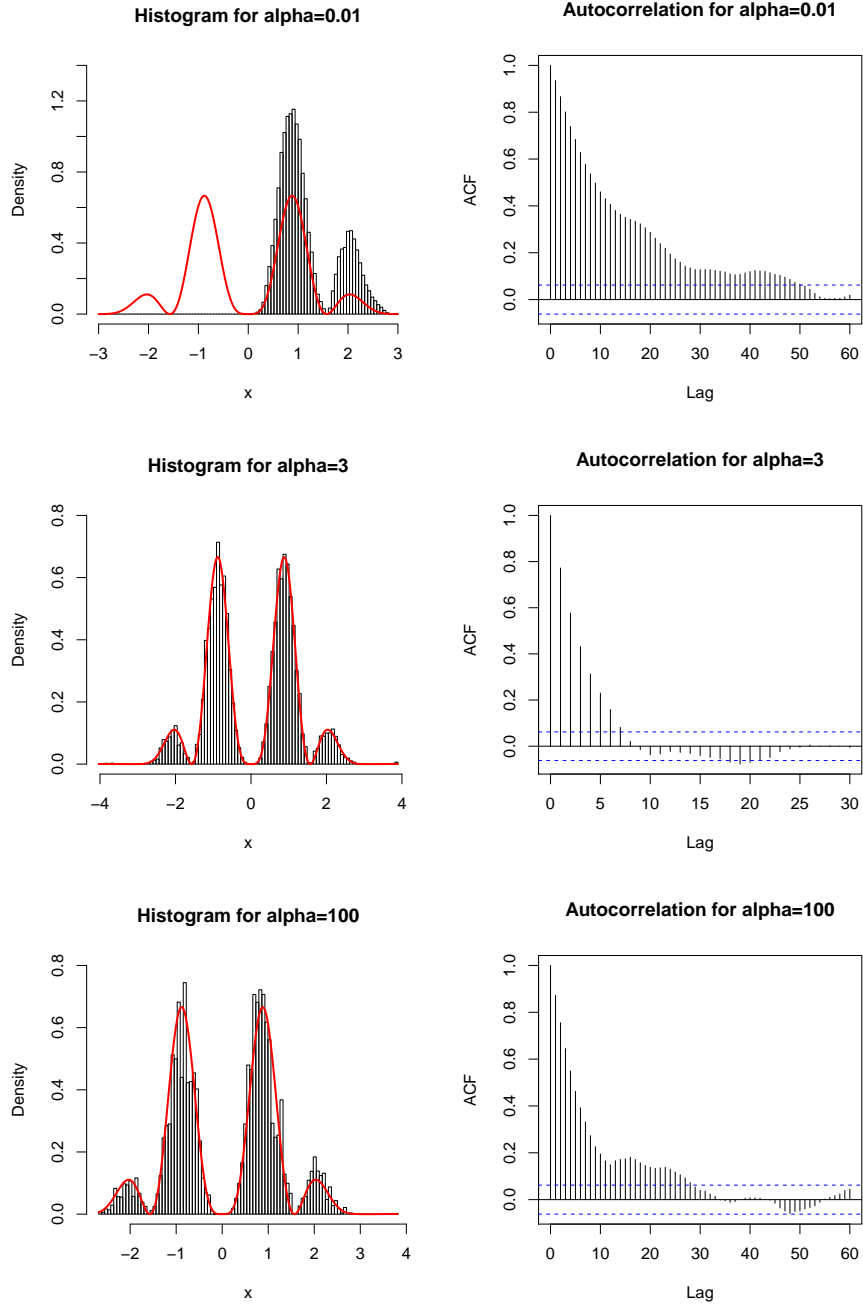 Histogram for alpha=0.01
Density
0.0 0.4 0.8 1.2
−3 −2 −1 0 1 2 3
x
Autocorrelation for alpha=0.01
ACF
0.0 0.2 0.4 0.6 0.8 1.0
0 10 20 30 40 50 60
Lag
Histogram for alpha=3
Density
0.0 0.2 0.4 0.6 0.8
−4 −2 0 2 4
x
Autocorrelation for alpha=3
ACF
0.0 0.2 0.4 0.6 0.8 1.0
0 5 10 15 20 25 30
Lag
Histogram for alpha=100
Density
0.0 0.2 0.4 0.6 0.8
−2 −1 0 1 2 3 4
x
Autocorrelation for alpha=100
ACF
0.0 0.2 0.4 0.6 0.8 1.0
0 10 20 30 40 50 60
Lag